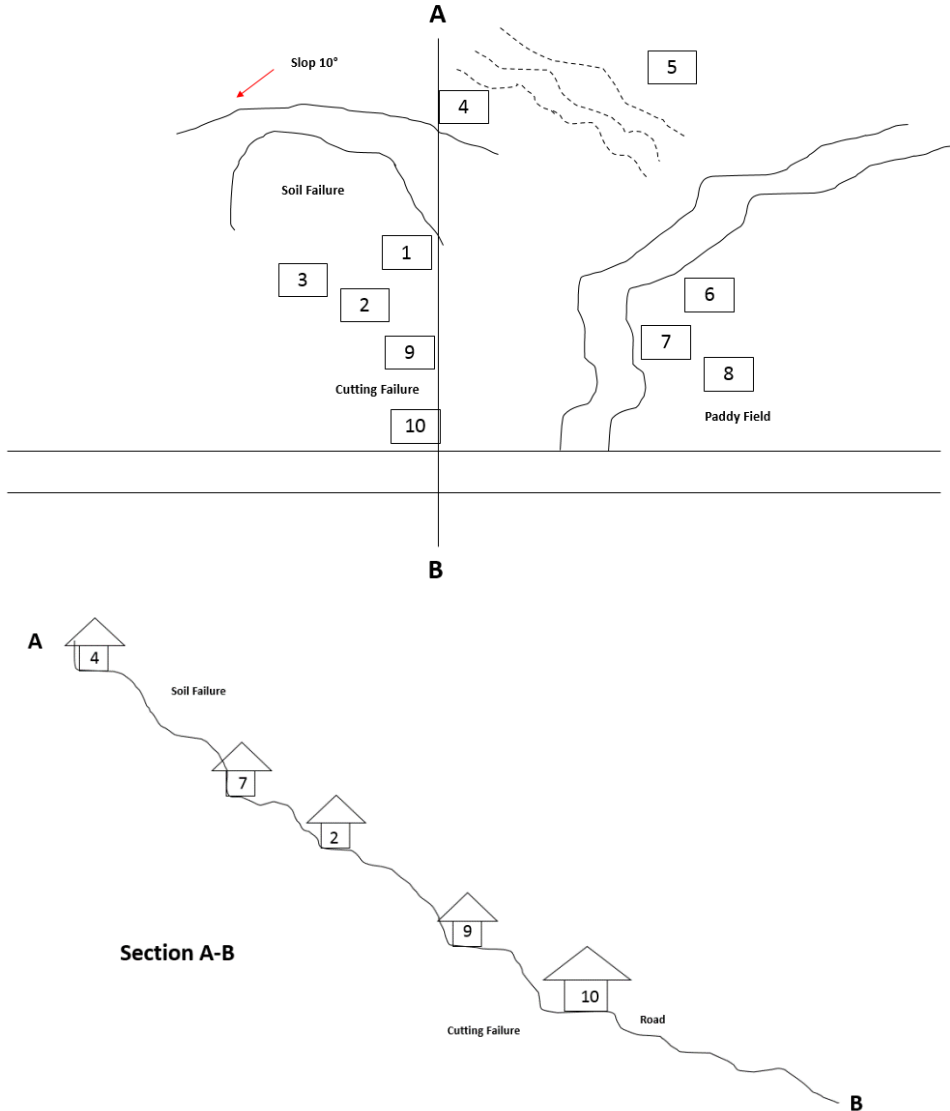 A
Slop 10°
5
4
Soil Failure
1
3
2
6
7
9
8
Cutting Failure
10
Paddy Field
B
A
4
Soil Failure
7
2
9
Section A-B
10
Road
Cutting Failure
B